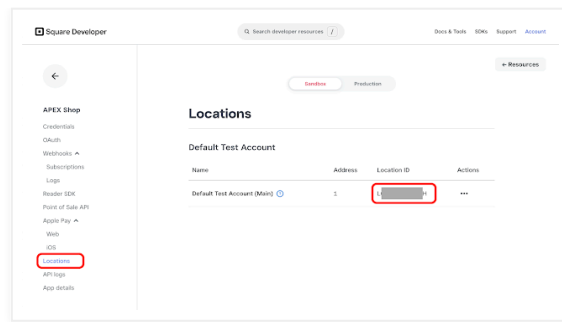 Square Developer
Search developer resources /
Docs & Tools SDKs Support Account
← Resources
Sandbox Production
APEX Shop
Credentials
OAuth
Webhooks
Subscriptions
Logs
Reader SDK
Point of Sale API
Apple Pay
Web
iOS
Locations
API logs
App details
Locations
Default Test Account
Name Address Location ID Actions
Default Test Account (Main) 1 L H •••